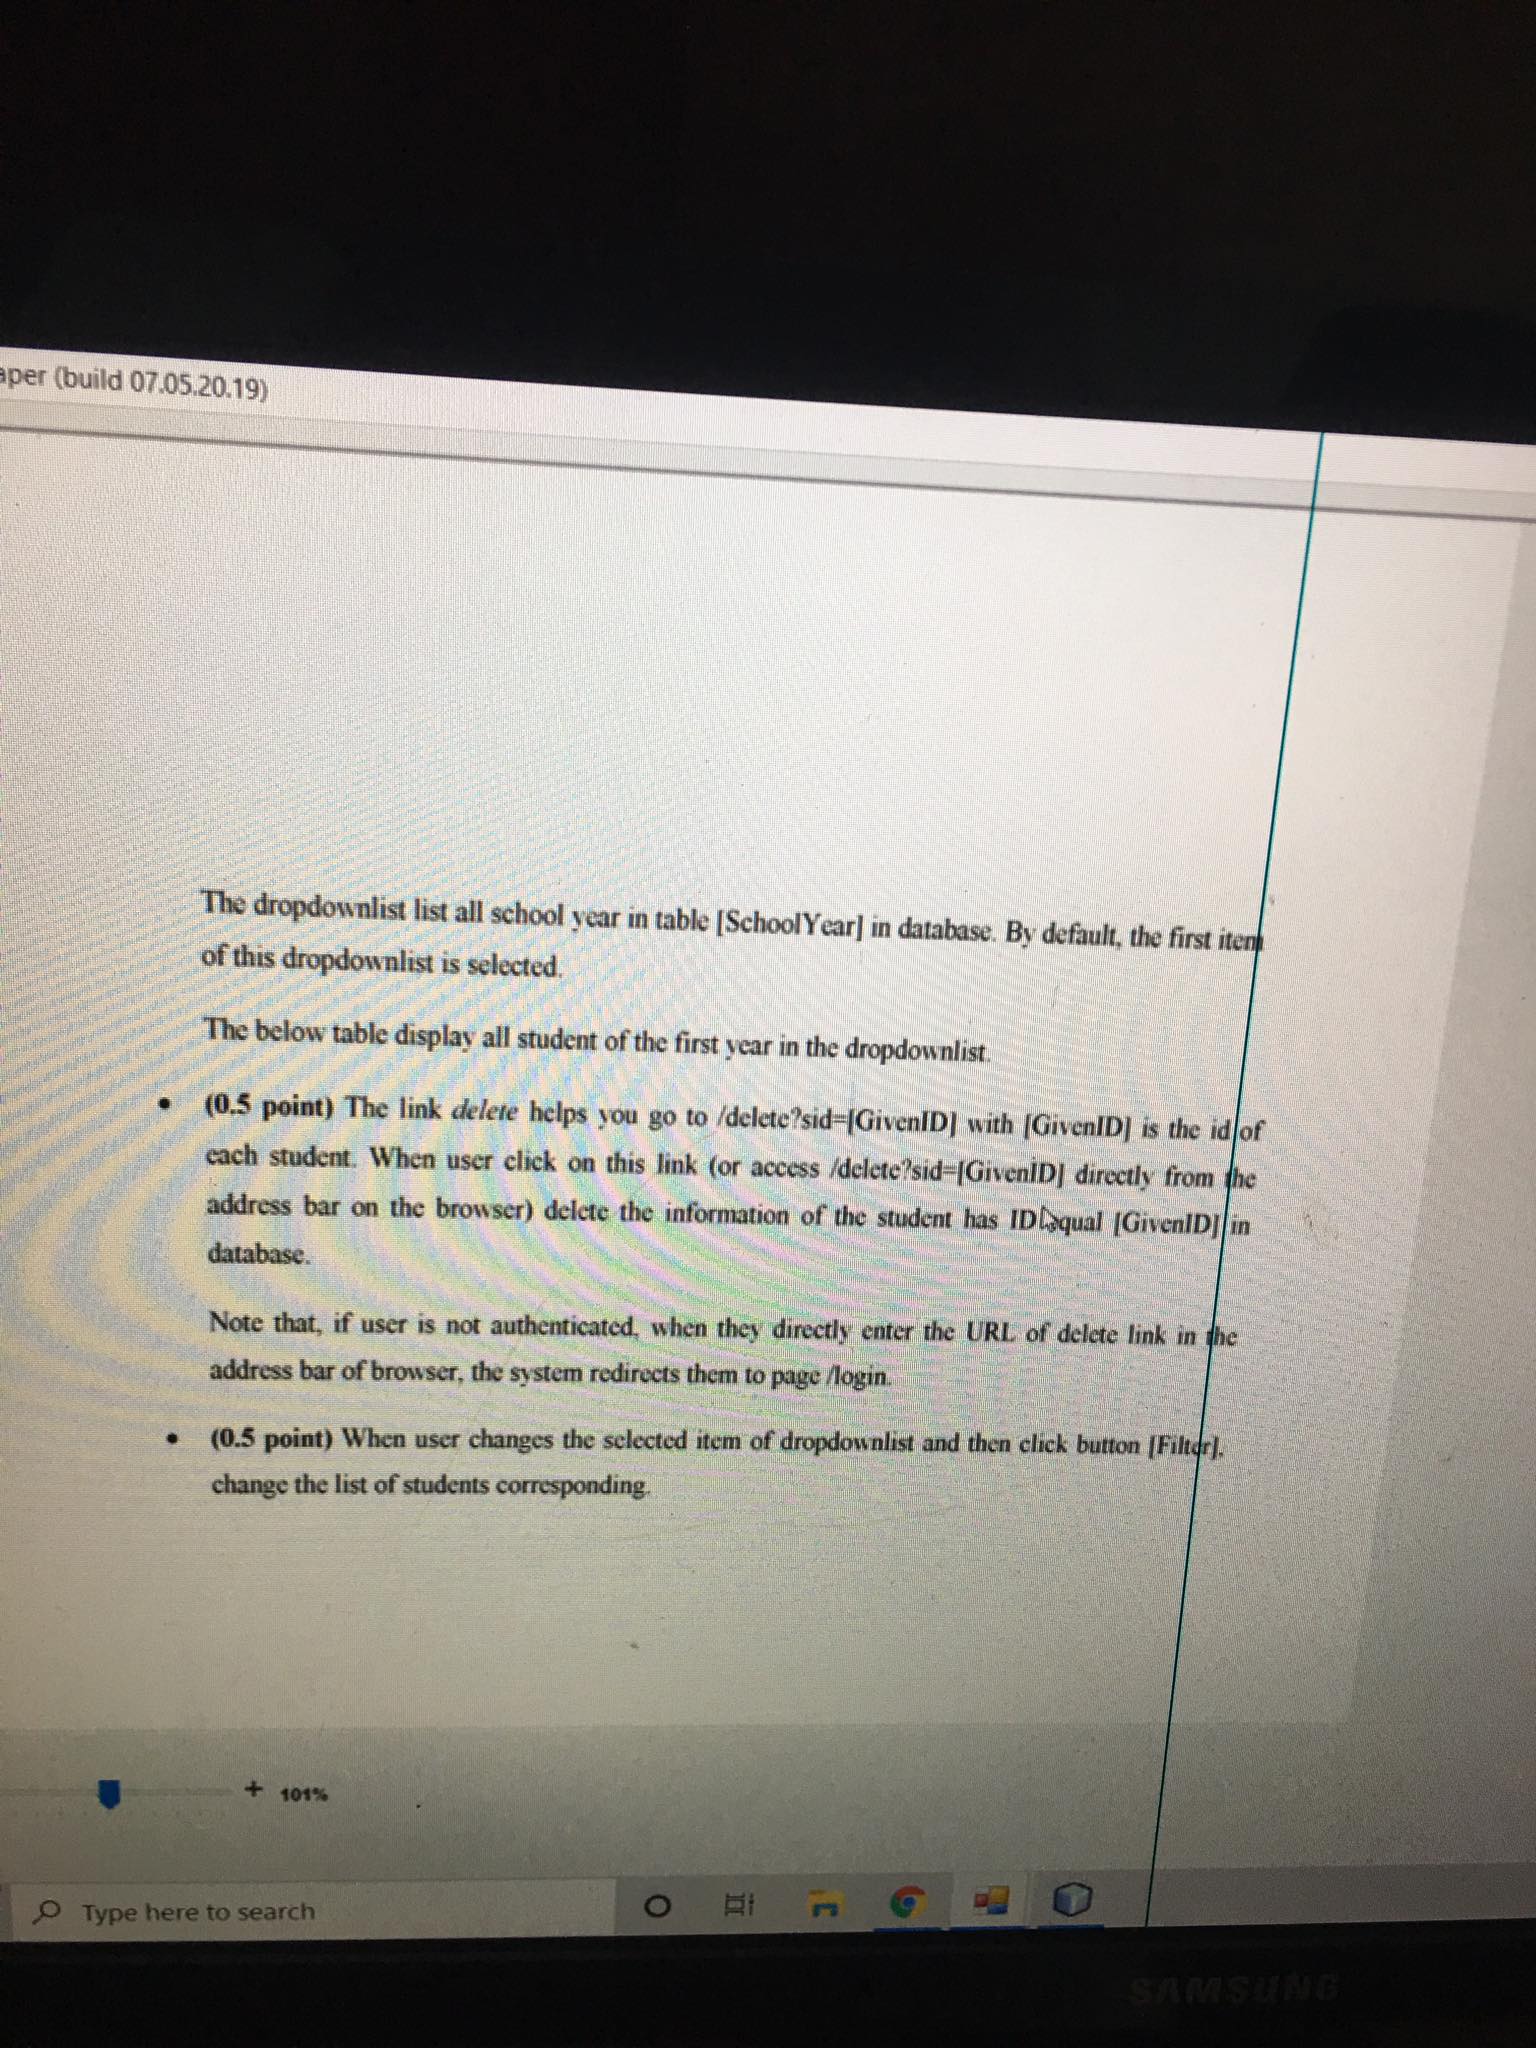 aper (build 07.05.20.19)
The dropdownlist list all school year in table [SchoolYear] in database. By default, the first item
of this dropdownlist is selected.
The below table display all student of the first year in the dropdownlist.
• (0.5 point) The link delete helps you go to /delete?sid=[GivenID] with [GivenID] is the id of
each student. When user click on this link (or access /delete?sid=[GivenID] directly from the
address bar on the browser) delete the information of the student has ID equal [GivenID] in
database.
Note that, if user is not authenticated, when they directly enter the URL of delete link in the
address bar of browser, the system redirects them to page /login.
• (0.5 point) When user changes the selected item of dropdownlist and then click button [Filter],
change the list of students corresponding.
+ 101%
Type here to search
SAMSUNG